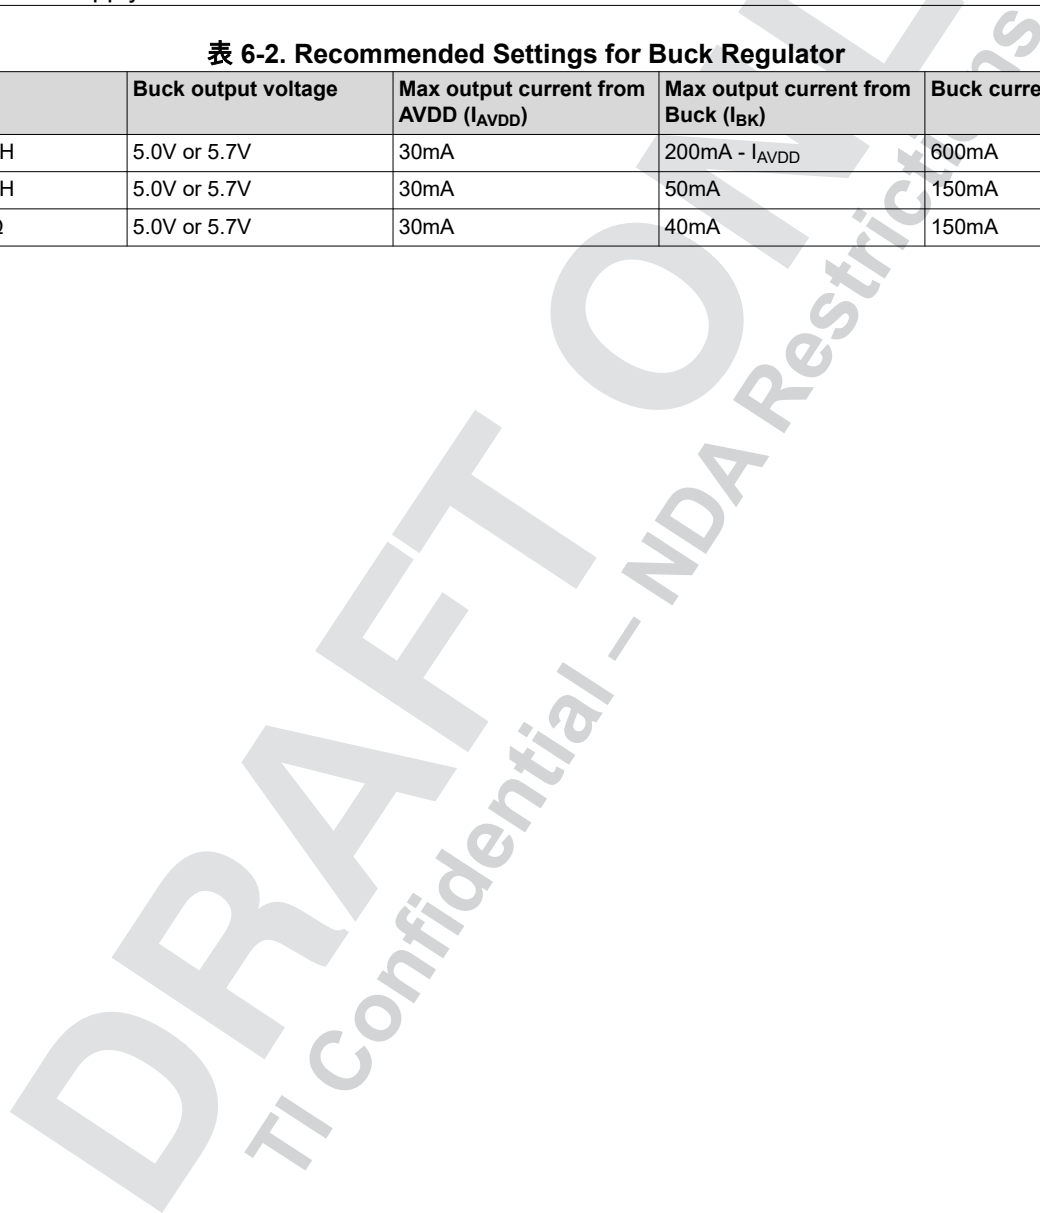 表 6-2. Recommended Settings for Buck Regulator
Buck output voltage
Max output current from
AVDD (IAVDD)
Max output current from
Buck (IBK)
H
5.0V or 5.7V
30mA
200mA - IAVDD
600mA
H
5.0V or 5.7V
30mA
50mA
150mA
5.0V or 5.7V
30mA
40mA
150mA
DRAFT
TI Confidential – NDA Restrictions